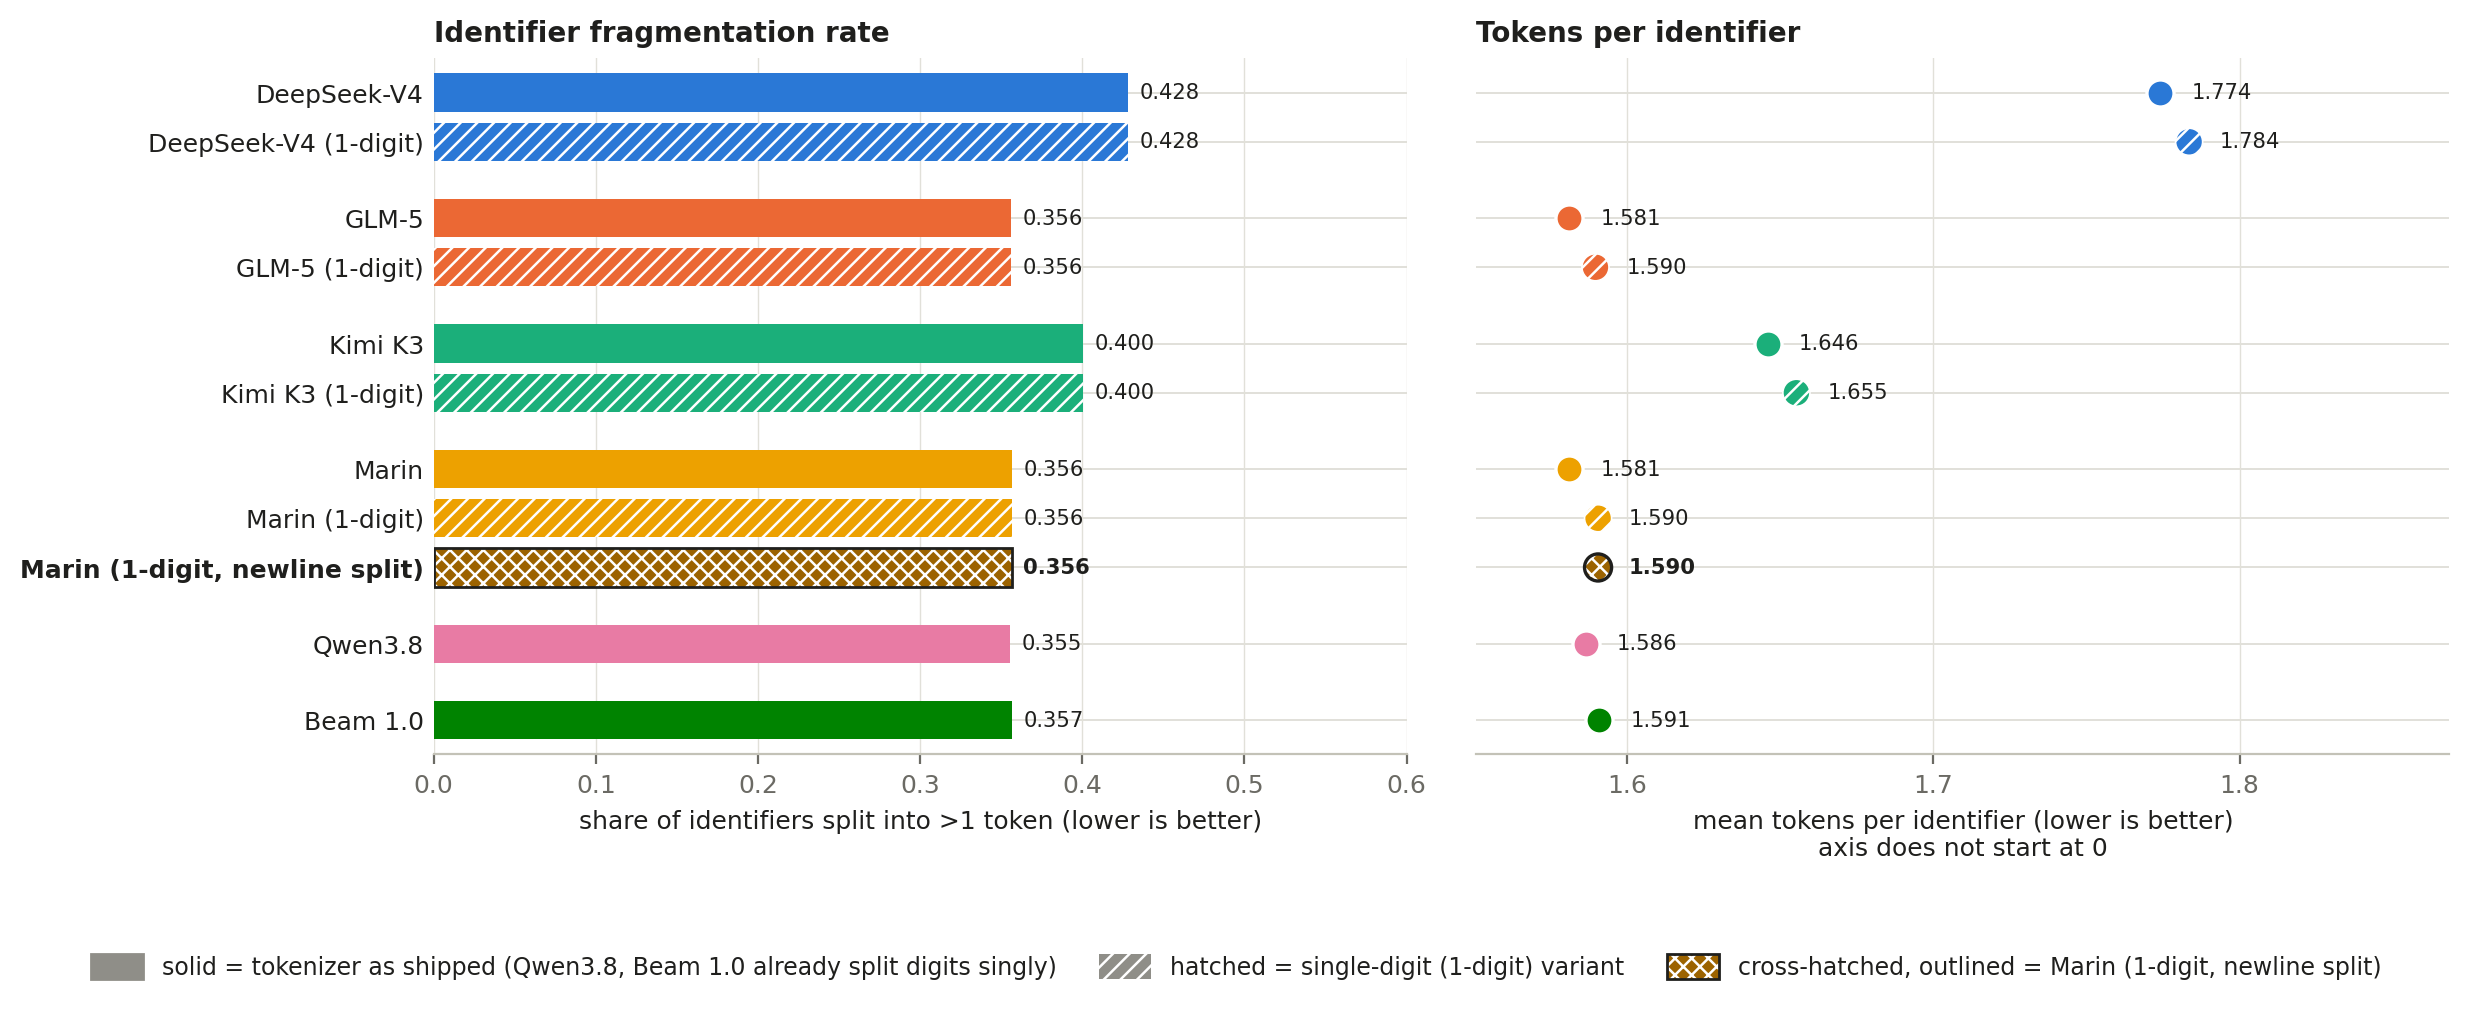 Identifier fragmentation rate
DeepSeek-V4 0.428
DeepSeek-V4 (1-digit) 0.428
GLM-5 0.356
GLM-5 (1-digit) 0.356
Kimi K3 0.400
Kimi K3 (1-digit) 0.400
Marin 0.356
Marin (1-digit) 0.356
Marin (1-digit, newline split) 0.356
Qwen3.8 0.355
Beam 1.0 0.357
0.0 0.1 0.2 0.3 0.4 0.5 0.6
share of identifiers split into >1 token (lower is better)
Tokens per identifier
1.774
1.784
1.581
1.590
1.646
1.655
1.581
1.590
1.590
1.586
1.591
1.6 1.7 1.8
mean tokens per identifier (lower is better)
axis does not start at 0
solid = tokenizer as shipped (Qwen3.8, Beam 1.0 already split digits singly)
hatched = single-digit (1-digit) variant
cross-hatched, outlined = Marin (1-digit, newline split)